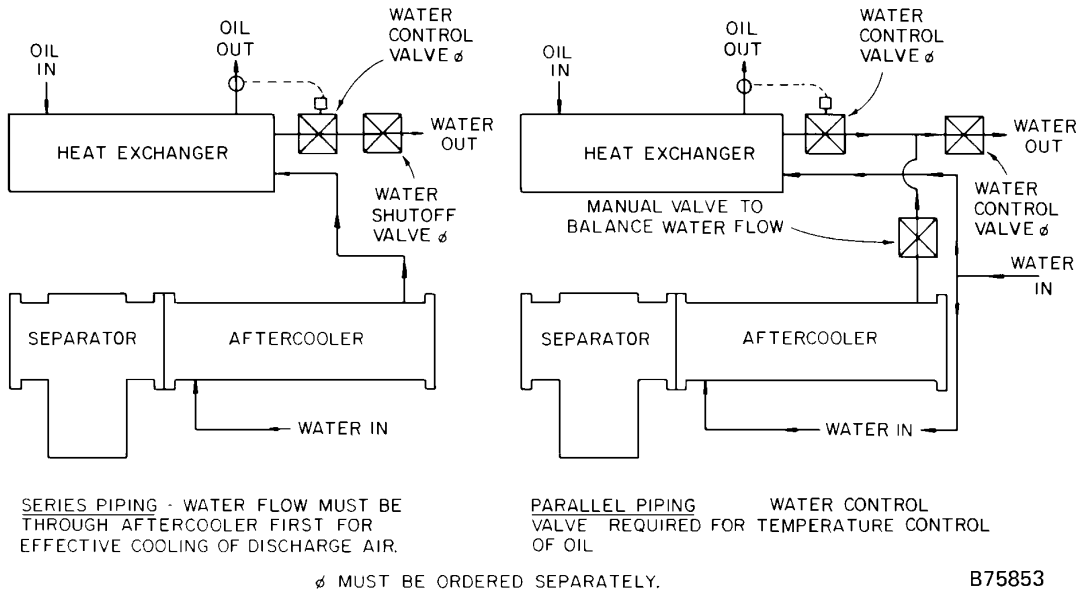 OIL
IN
OIL
OUT
WATER
CONTROL
VALVE ø
HEAT EXCHANGER
WATER
OUT
WATER
SHUTOFF
VALVE ø
SEPARATOR
AFTERCOOLER
WATER IN
SERIES PIPING - WATER FLOW MUST BE
THROUGH AFTERCOOLER FIRST FOR
EFFECTIVE COOLING OF DISCHARGE AIR.
OIL
IN
OIL
OUT
WATER
CONTROL
VALVE ø
HEAT EXCHANGER
WATER
OUT
WATER
CONTROL
VALVE ø
MANUAL VALVE TO
BALANCE WATER FLOW
WATER
IN
SEPARATOR
AFTERCOOLER
WATER IN
PARALLEL PIPING WATER CONTROL
VALVE REQUIRED FOR TEMPERATURE CONTROL
OF OIL
ø MUST BE ORDERED SEPARATELY.
B75853